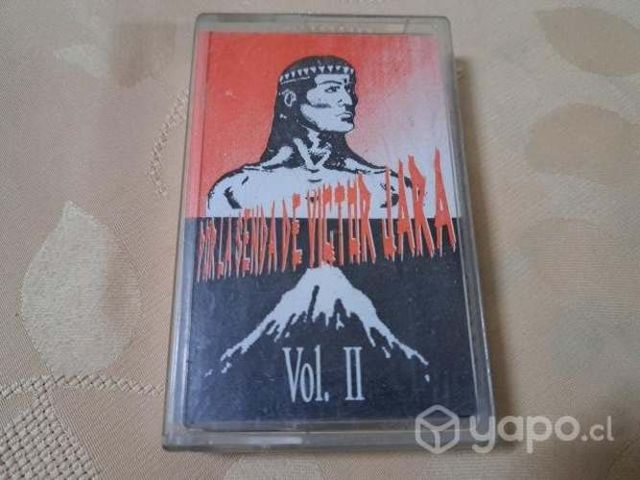 POR LA SENDA DE VICTOR JARA
Vol. II
yapo.cl